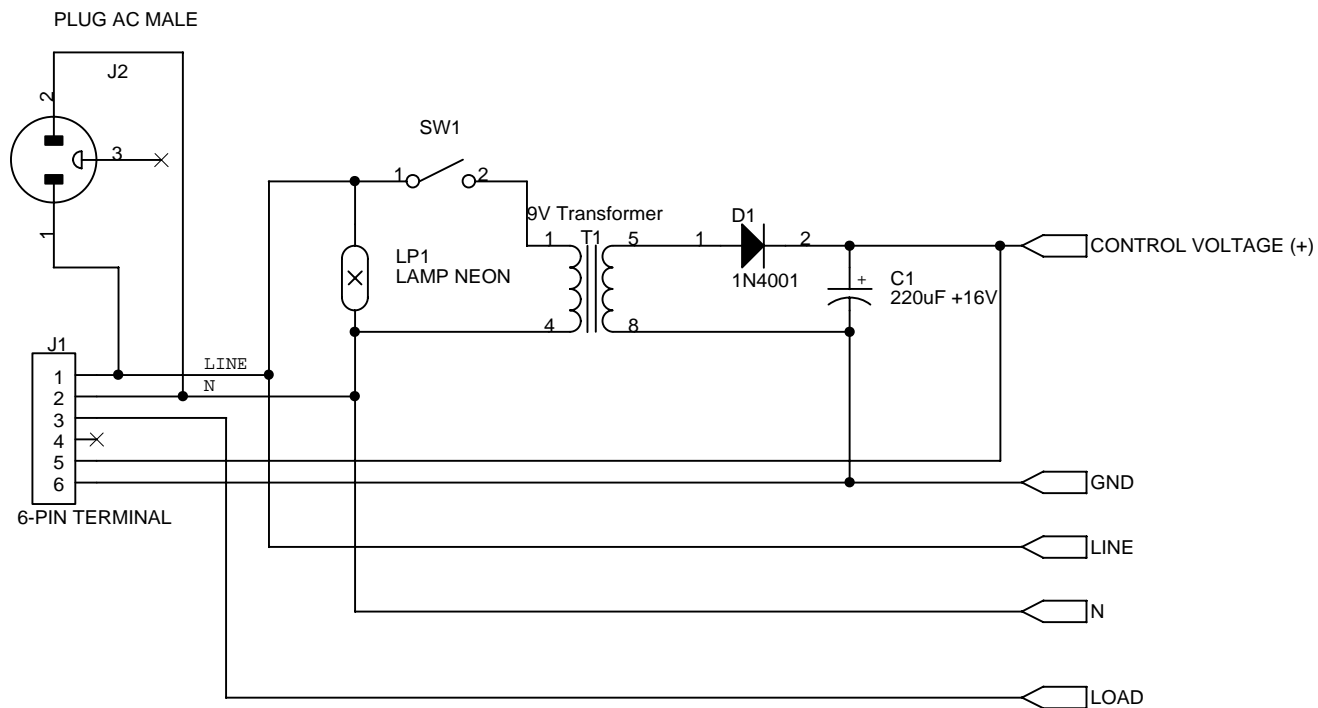 PLUG AC MALE
J2
2
3
1
SW1
1
2
9V Transformer
T1
1
5
4
8
D1
1
2
1N4001
CONTROL VOLTAGE (+)
LP1
LAMP NEON
+
C1
220uF +16V
J1
1
2
3
4
5
6
LINE
N
6-PIN TERMINAL
GND
LINE
N
LOAD